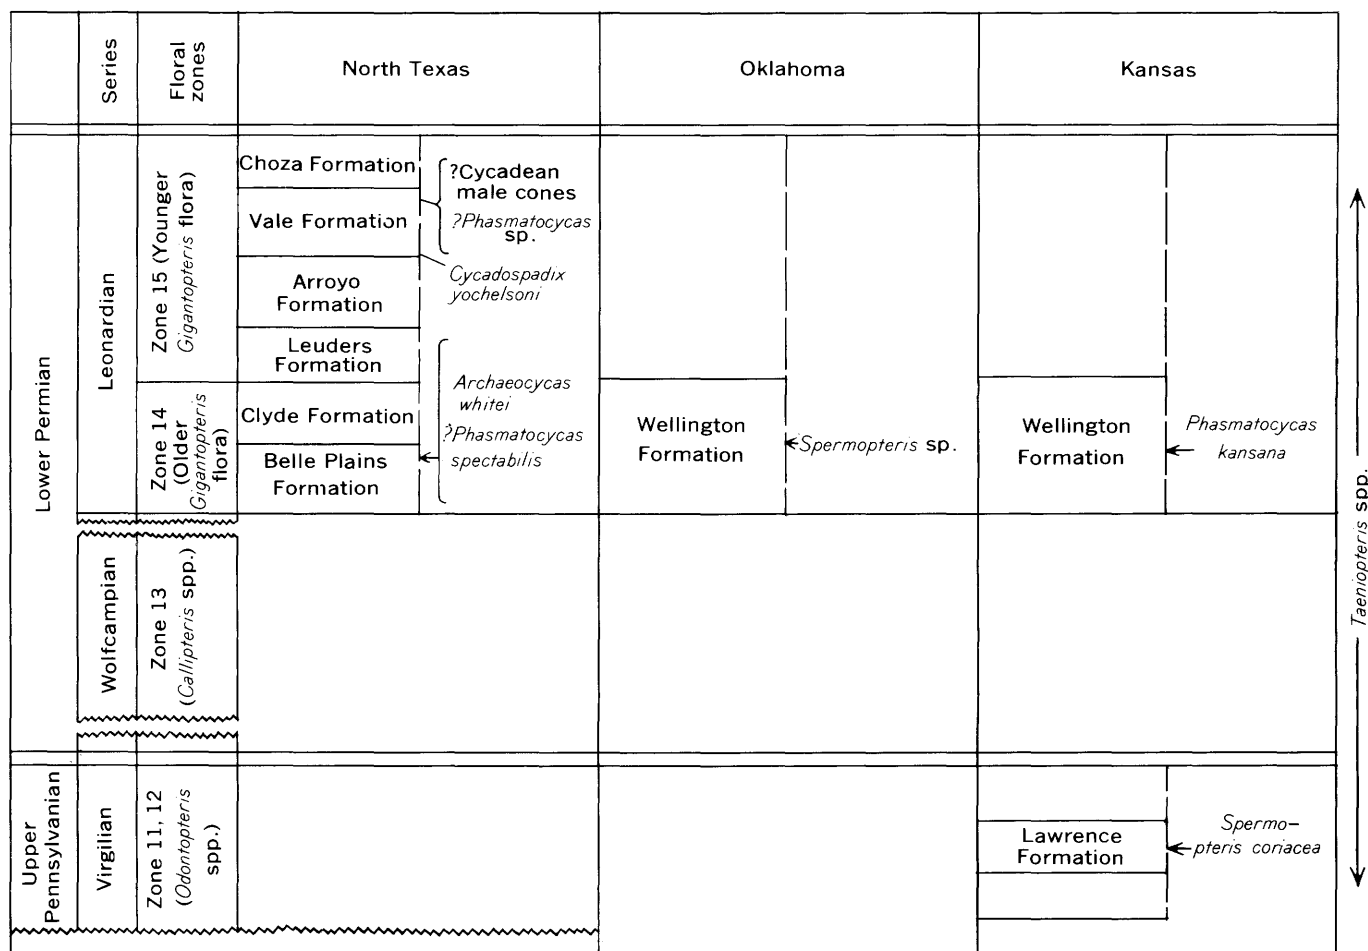 Series
Floral
zones
North Texas
Oklahoma
Kansas
Lower Permian
Leonardian
Zone 15 (Younger
Gigantopteris flora)
Choza Formation
Vale Formation
Arroyo
Formation
Leuders
Formation
?Cycadean
male cones
?Phasmatocycas
sp.
Cycadospadix
yochelsoni
Zone 14
(Older
Gigantopteris
flora)
Clyde Formation
Belle Plains
Formation
Archaeocycas
whitei
?Phasmatocycas
spectabilis
Wellington
Formation
Spermopteris sp.
Wellington
Formation
Phasmatocycas
kansana
Wolfcampian
Zone 13
(Callipteris spp.)
Upper
Pennsylvanian
Virgilian
Zone 11, 12
(Odontopteris
spp.)
Lawrence
Formation
Spermo–
pteris coriacea
Taeniopteris spp.